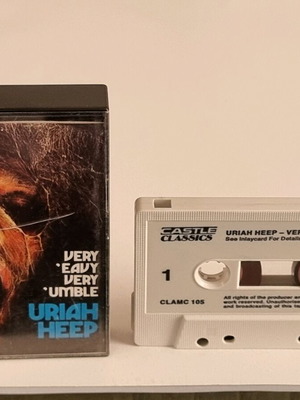 VERY
'EAVY
VERY
'UMBLE
URIAH
HEEP
CASTLE
CLASSICS
URIAH HEEP – VER
See Inlaycard For Detail
1
CLAMC 105
All rights of the producer an
work reserved. Unauthorise
and broadcasting of this